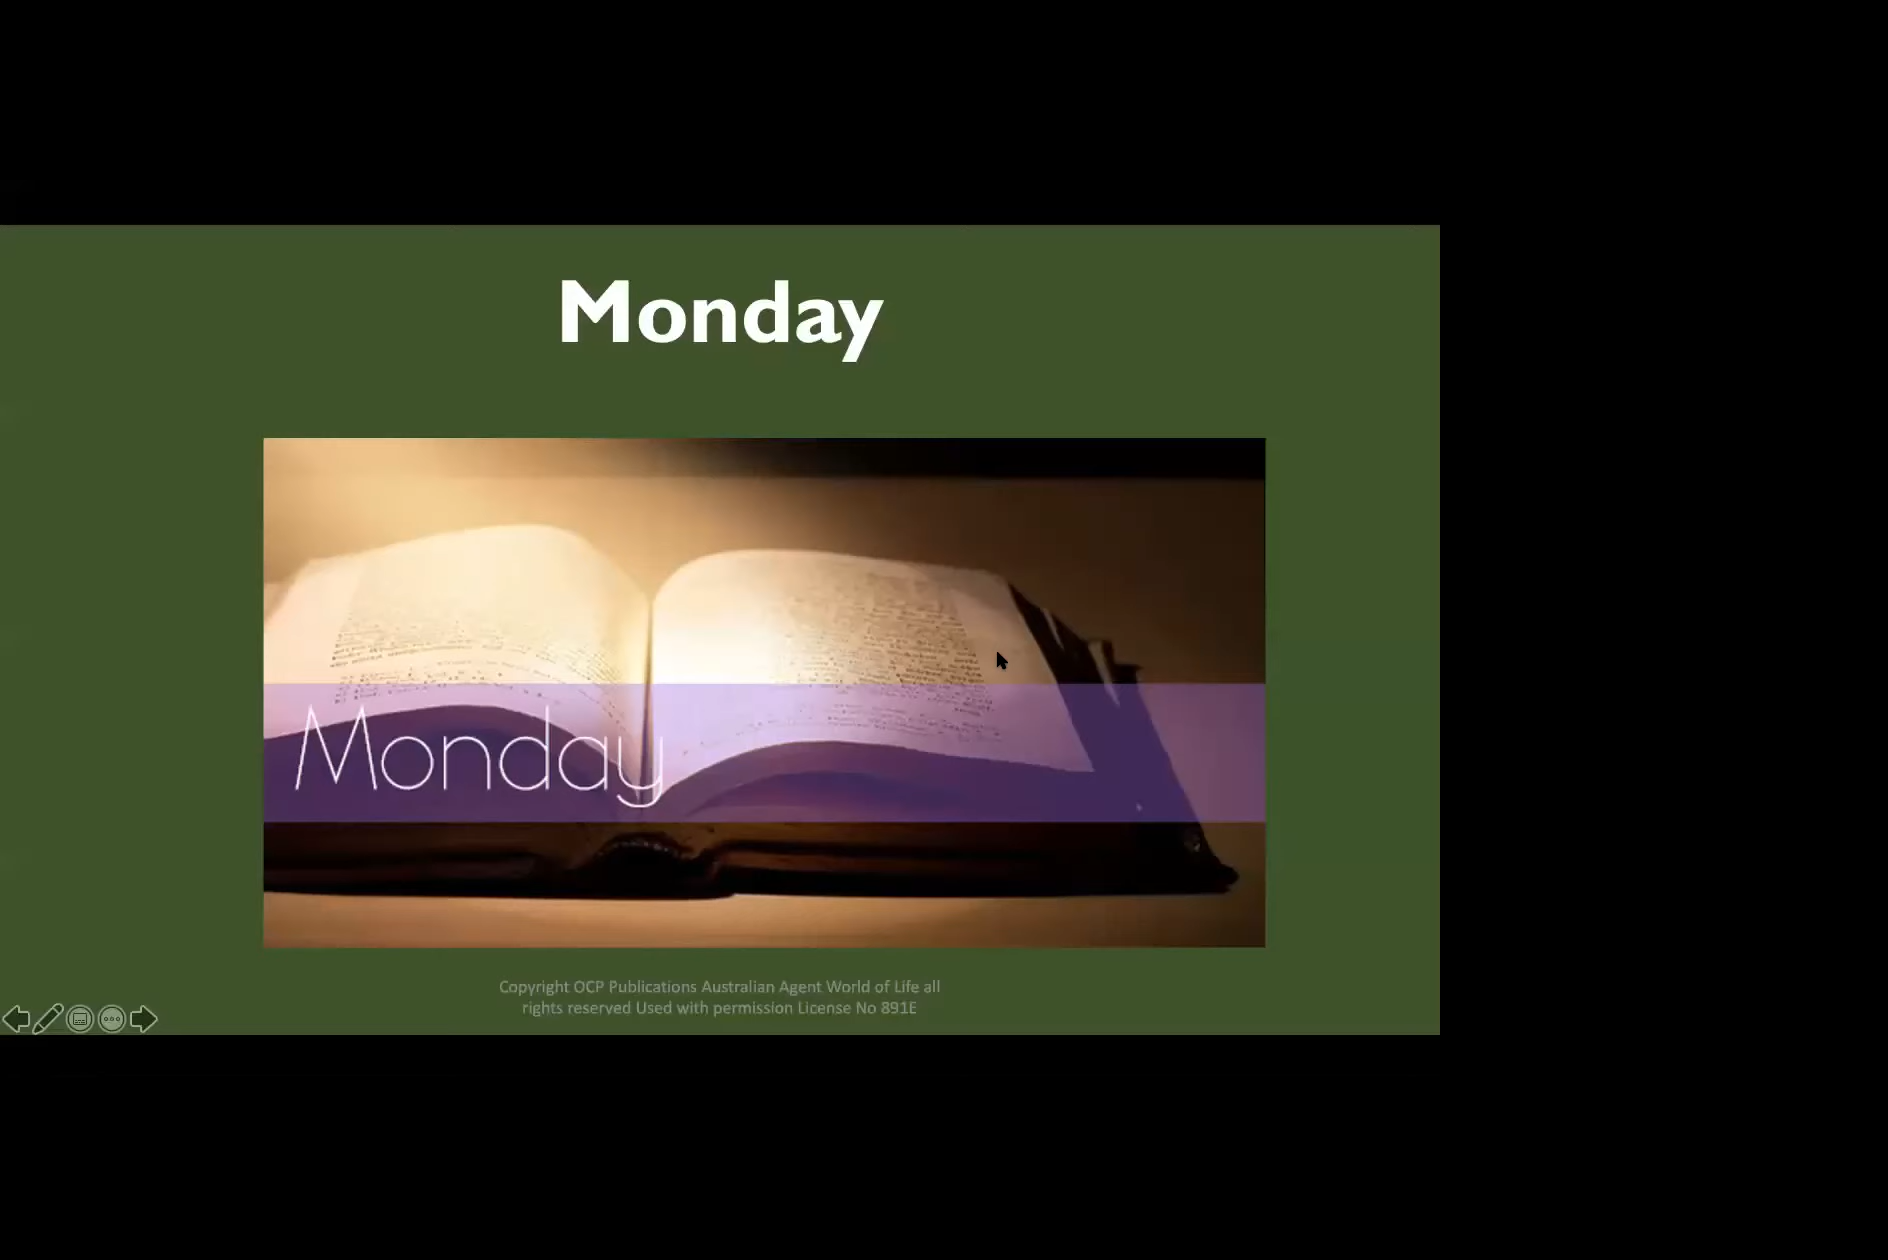 Monday
Monday
Copyright OCP Publications Australian Agent World of Life all
rights reserved Used with permission License No 891E